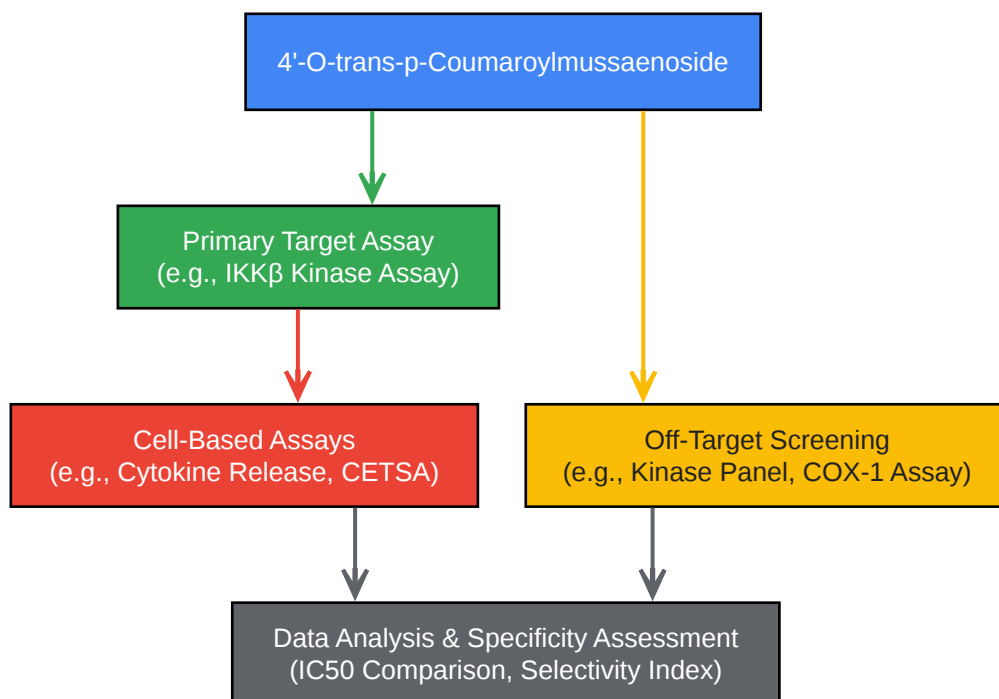 4'-O-trans-p-Coumaroylmussaenoside
Primary Target Assay
(e.g., IKKβ Kinase Assay)
Cell-Based Assays
(e.g., Cytokine Release, CETSA)
Off-Target Screening
(e.g., Kinase Panel, COX-1 Assay)
Data Analysis & Specificity Assessment
(IC50 Comparison, Selectivity Index)